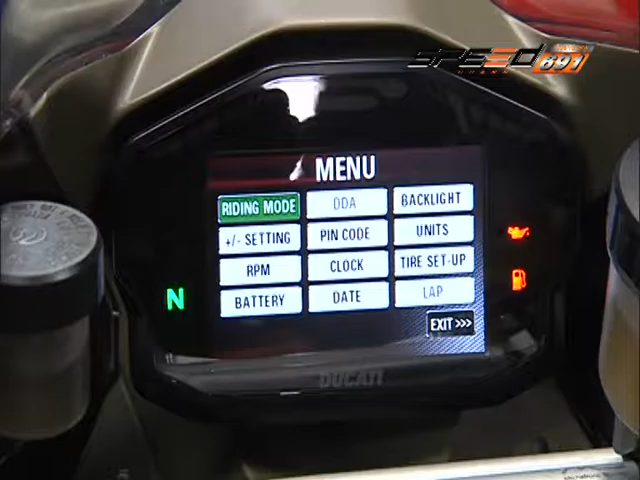 SPEED 691
MENU
RIDING MODE DDA BACKLIGHT
+/- SETTING PIN CODE UNITS
RPM CLOCK TIRE SET-UP
BATTERY DATE LAP
N
EXIT >>>
DUCATI